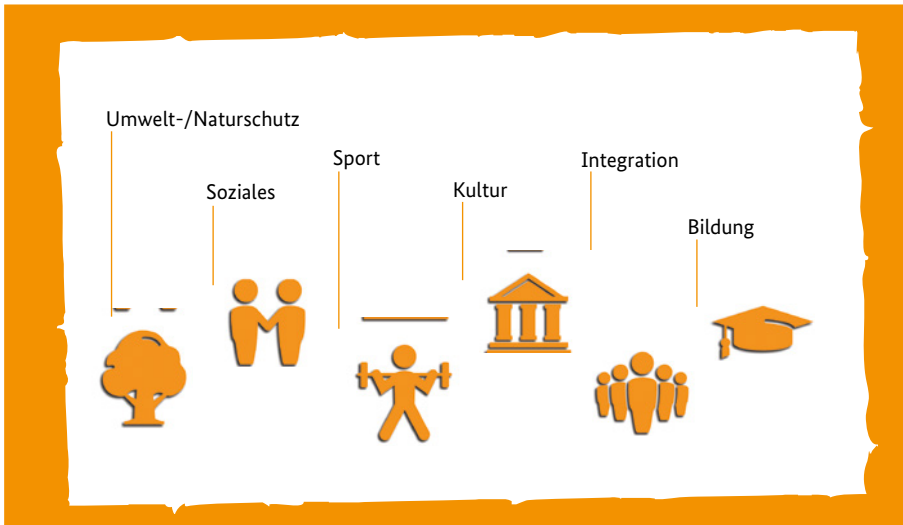 Umwelt-/Naturschutz
Soziales
Sport
Kultur
Integration
Bildung